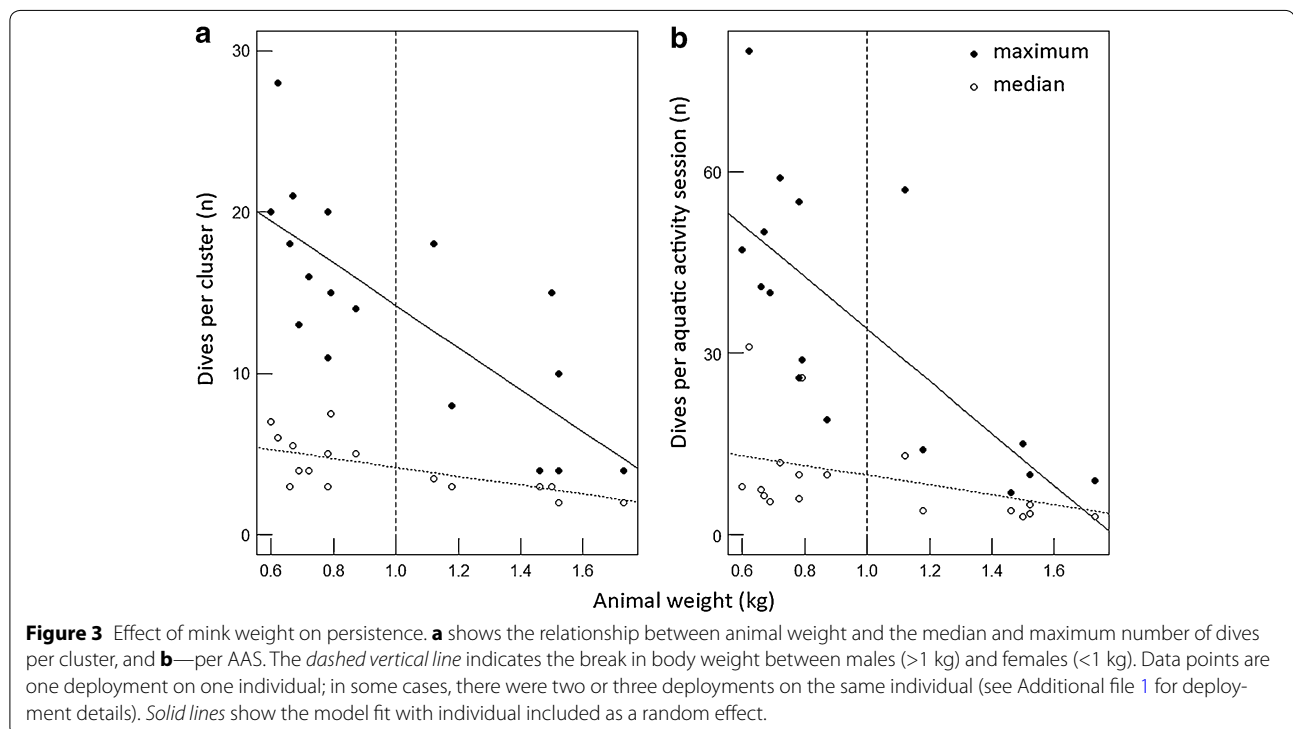 a
b
30
20
10
0
Dives per cluster (n)
0.6 0.8 1.0 1.2 1.4 1.6
60
30
0
Dives per aquatic activity session (n)
maximum
median
0.6 0.8 1.0 1.2 1.4 1.6
Animal weight (kg)
Figure 3 Effect of mink weight on persistence. a shows the relationship between animal weight and the median and maximum number of dives
per cluster, and b—per AAS. The dashed vertical line indicates the break in body weight between males (>1 kg) and females (<1 kg). Data points are
one deployment on one individual; in some cases, there were two or three deployments on the same individual (see Additional file 1 for deploy-
ment details). Solid lines show the model fit with individual included as a random effect.